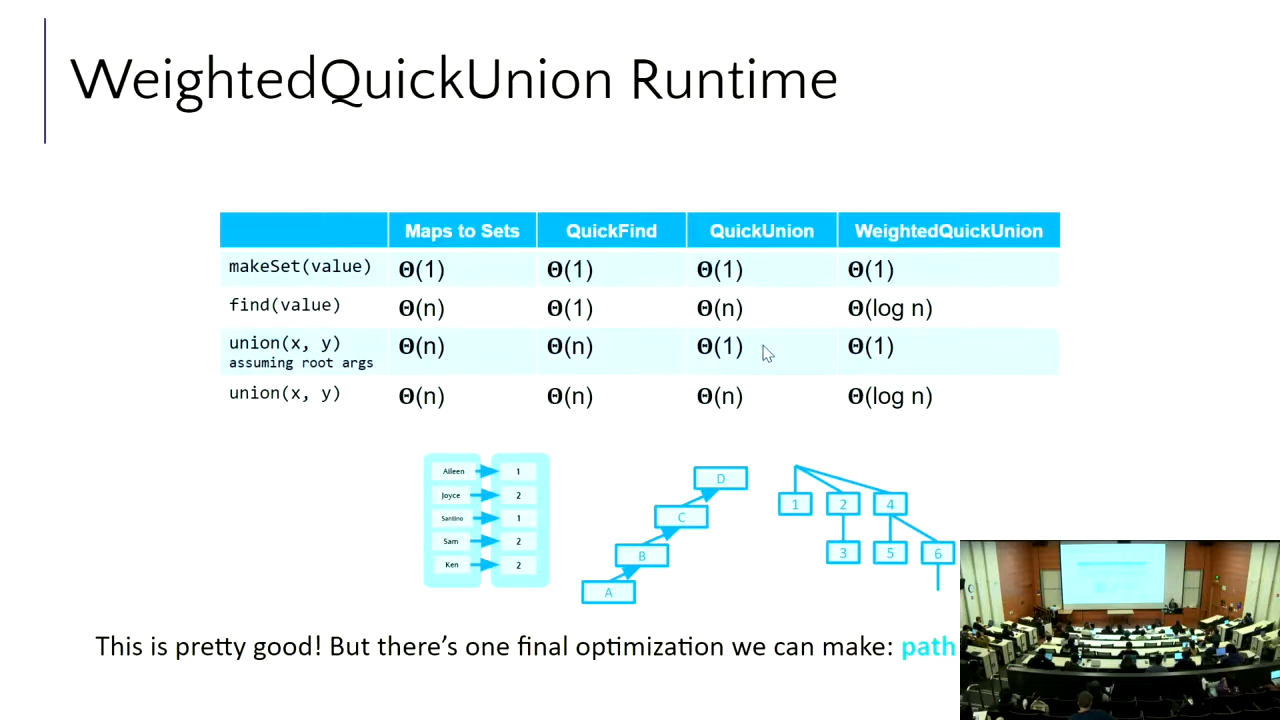 WeightedQuickUnion Runtime
Maps to Sets QuickFind QuickUnion WeightedQuickUnion
makeSet(value) Θ(1) Θ(1) Θ(1) Θ(1)
find(value) Θ(n) Θ(1) Θ(n) Θ(log n)
union(x, y) Θ(n) Θ(n) Θ(1) Θ(1)
assuming root args
union(x, y) Θ(n) Θ(n) Θ(n) Θ(log n)
Aileen 1
Joyce 2
Santino 1
Sam 2
Ken 2
D
C
B
A
1 2 4
3 5 6
This is pretty good! But there's one final optimization we can make: path